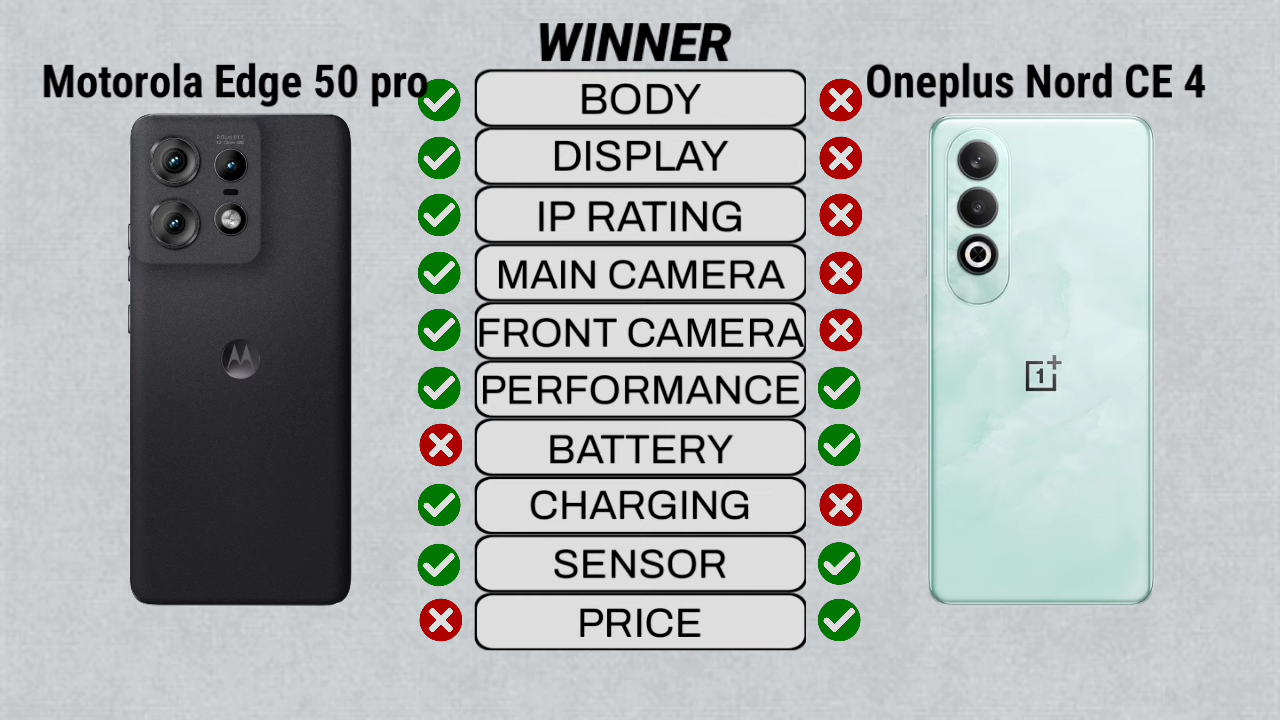 WINNER
Motorola Edge 50 pro
Oneplus Nord CE 4
BODY
DISPLAY
IP RATING
MAIN CAMERA
FRONT CAMERA
PERFORMANCE
BATTERY
CHARGING
SENSOR
PRICE